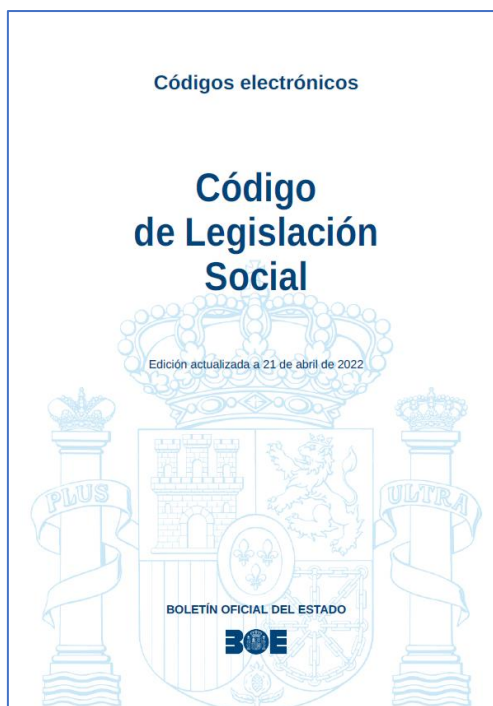 Códigos electrónicos
Código
de Legislación
Social
Edición actualizada a 21 de abril de 2022
PLUS
ULTRA
BOLETÍN OFICIAL DEL ESTADO
BOE